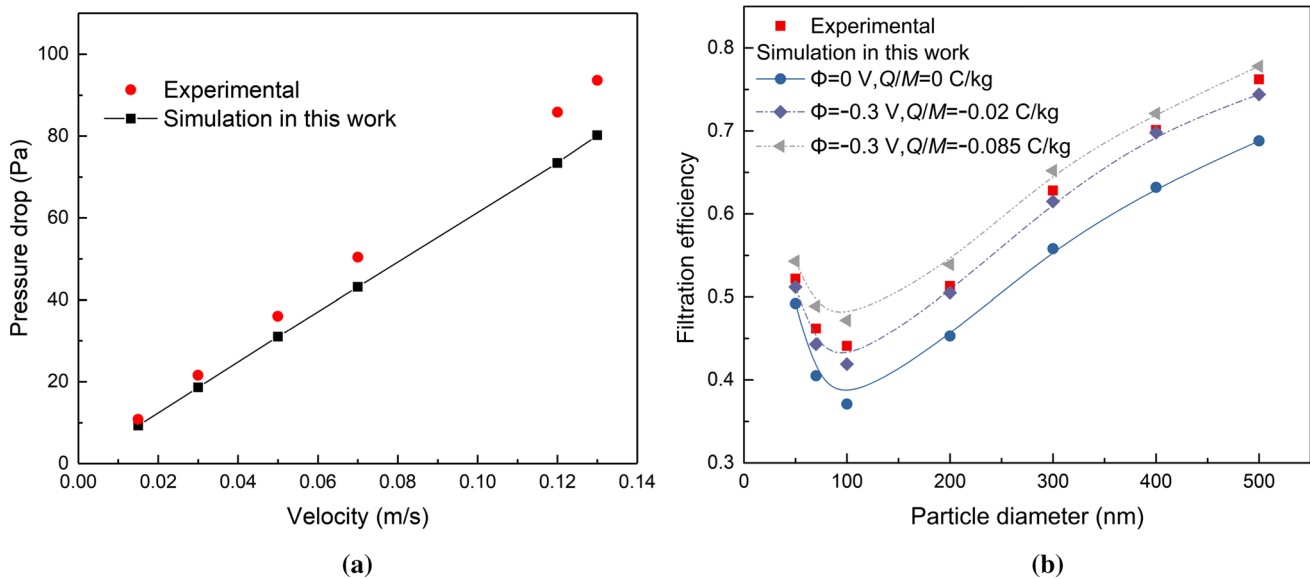 100
80
60
40
20
0
Pressure drop (Pa)
Experimental
Simulation in this work
0.00 0.02 0.04 0.06 0.08 0.10 0.12 0.14
Velocity (m/s)
(a)
0.8
0.7
0.6
0.5
0.4
0.3
Filtration efficiency
Experimental
Simulation in this work
Φ=0 V,Q/M=0 C/kg
Φ=−0.3 V,Q/M=−0.02 C/kg
Φ=−0.3 V,Q/M=−0.085 C/kg
0 100 200 300 400 500
Particle diameter (nm)
(b)